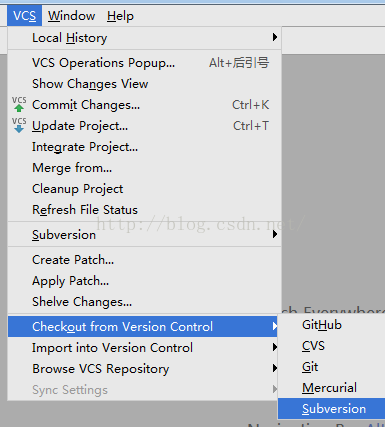 VCS Window Help
Local History
VCS Operations Popup... Alt+后引号
Show Changes View
VCS Commit Changes... Ctrl+K
VCS Update Project... Ctrl+T
Integrate Project...
Merge from...
Cleanup Project
Refresh File Status
http://blog.csdn.net/
Subversion
Create Patch...
Apply Patch...
Shelve Changes...
ch Everywhere
Checkout from Version Control
GitHub
Import into Version Control
CVS
Browse VCS Repository
Git
Sync Settings
Mercurial
Subversion